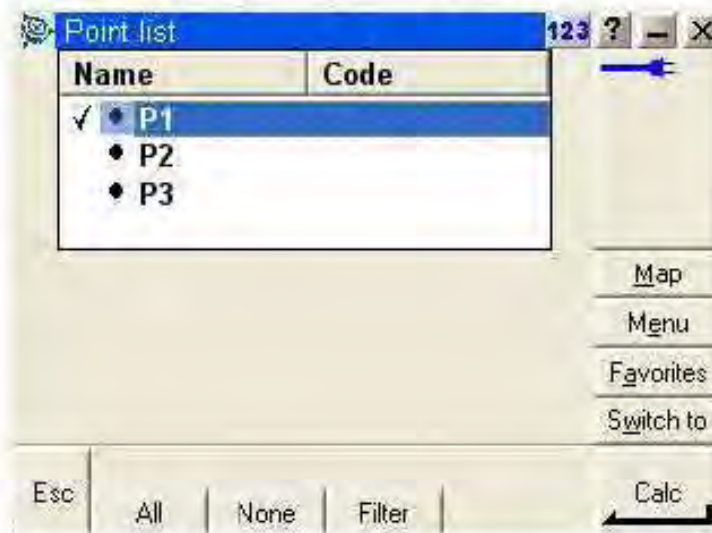 Point list 123 ?
Name Code
P1
P2
P3
Map
Menu
Favorites
Switch to
Esc All None Filter Calc